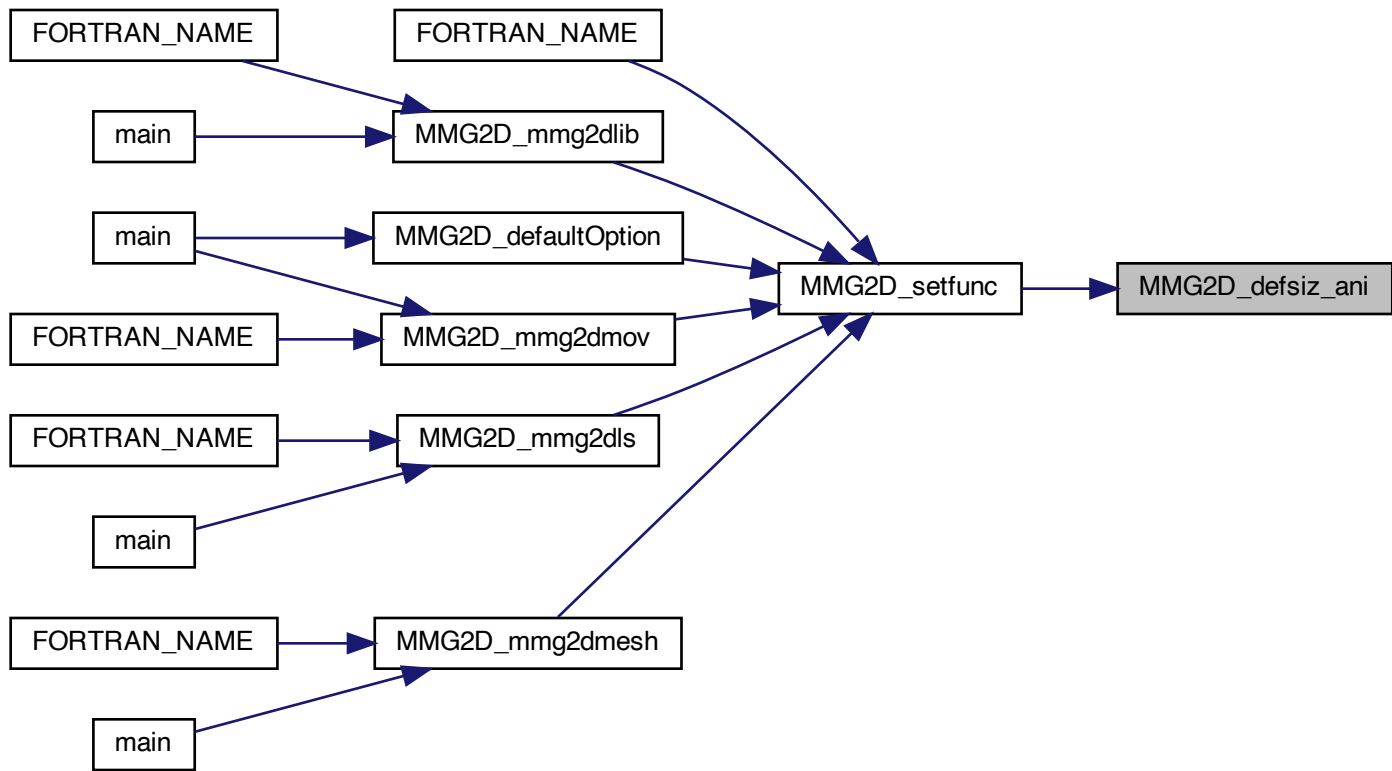 FORTRAN_NAME
FORTRAN_NAME
main
MMG2D_mmg2dlib
main
MMG2D_defaultOption
MMG2D_setfunc
MMG2D_defsiz_ani
FORTRAN_NAME
MMG2D_mmg2dmov
FORTRAN_NAME
MMG2D_mmg2dls
main
FORTRAN_NAME
MMG2D_mmg2dmesh
main